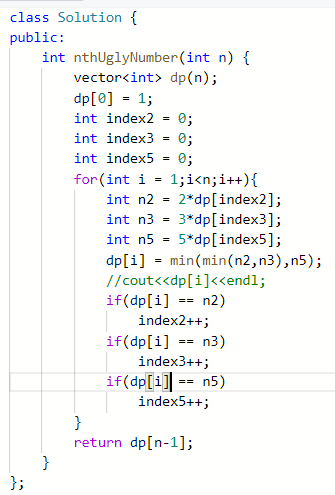 class Solution {
public:
    int nthUglyNumber(int n) {
        vector<int> dp(n);
        dp[0] = 1;
        int index2 = 0;
        int index3 = 0;
        int index5 = 0;
        for(int i = 1;i<n;i++){
            int n2 = 2*dp[index2];
            int n3 = 3*dp[index3];
            int n5 = 5*dp[index5];
            dp[i] = min(min(n2,n3),n5);
            //cout<<dp[i]<<endl;
            if(dp[i] == n2)
                index2++;
            if(dp[i] == n3)
                index3++;
            if(dp[i] == n5)
                index5++;
        }
        return dp[n-1];
    }
};